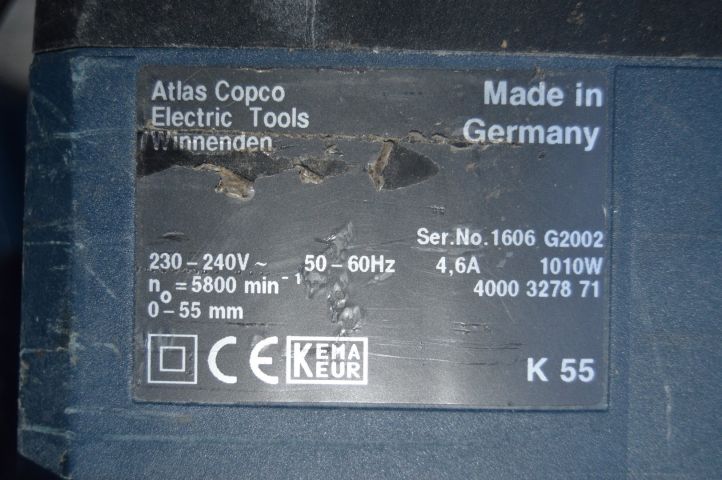 Atlas Copco
Electric Tools
Winnenden
Made in
Germany
Ser.No.1606 G2002
230–240V ~ 50–60Hz 4,6A 1010W
no = 5800 min-1 4000 3278 71
0–55 mm
CE KEMA
KEUR
K 55